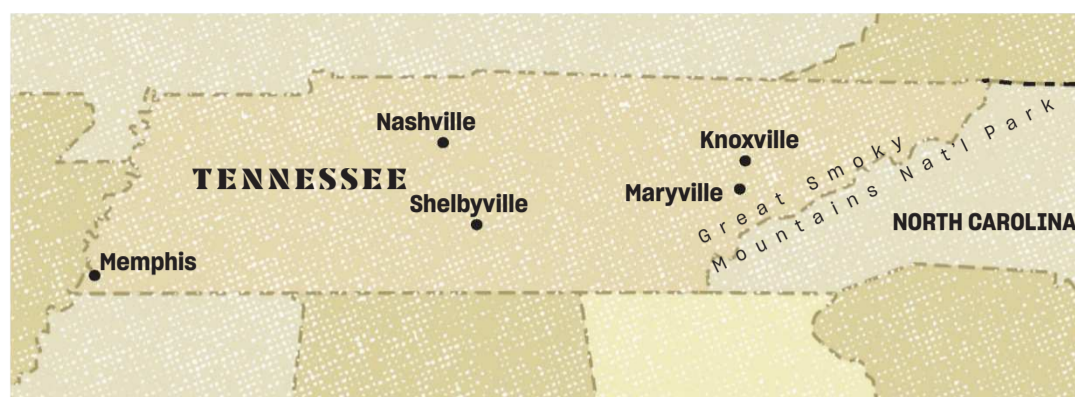 Nashville
Knoxville
TENNESSEE
Maryville
Shelbyville
Great Smoky
Mountains Nat'l Park
NORTH CAROLINA
Memphis